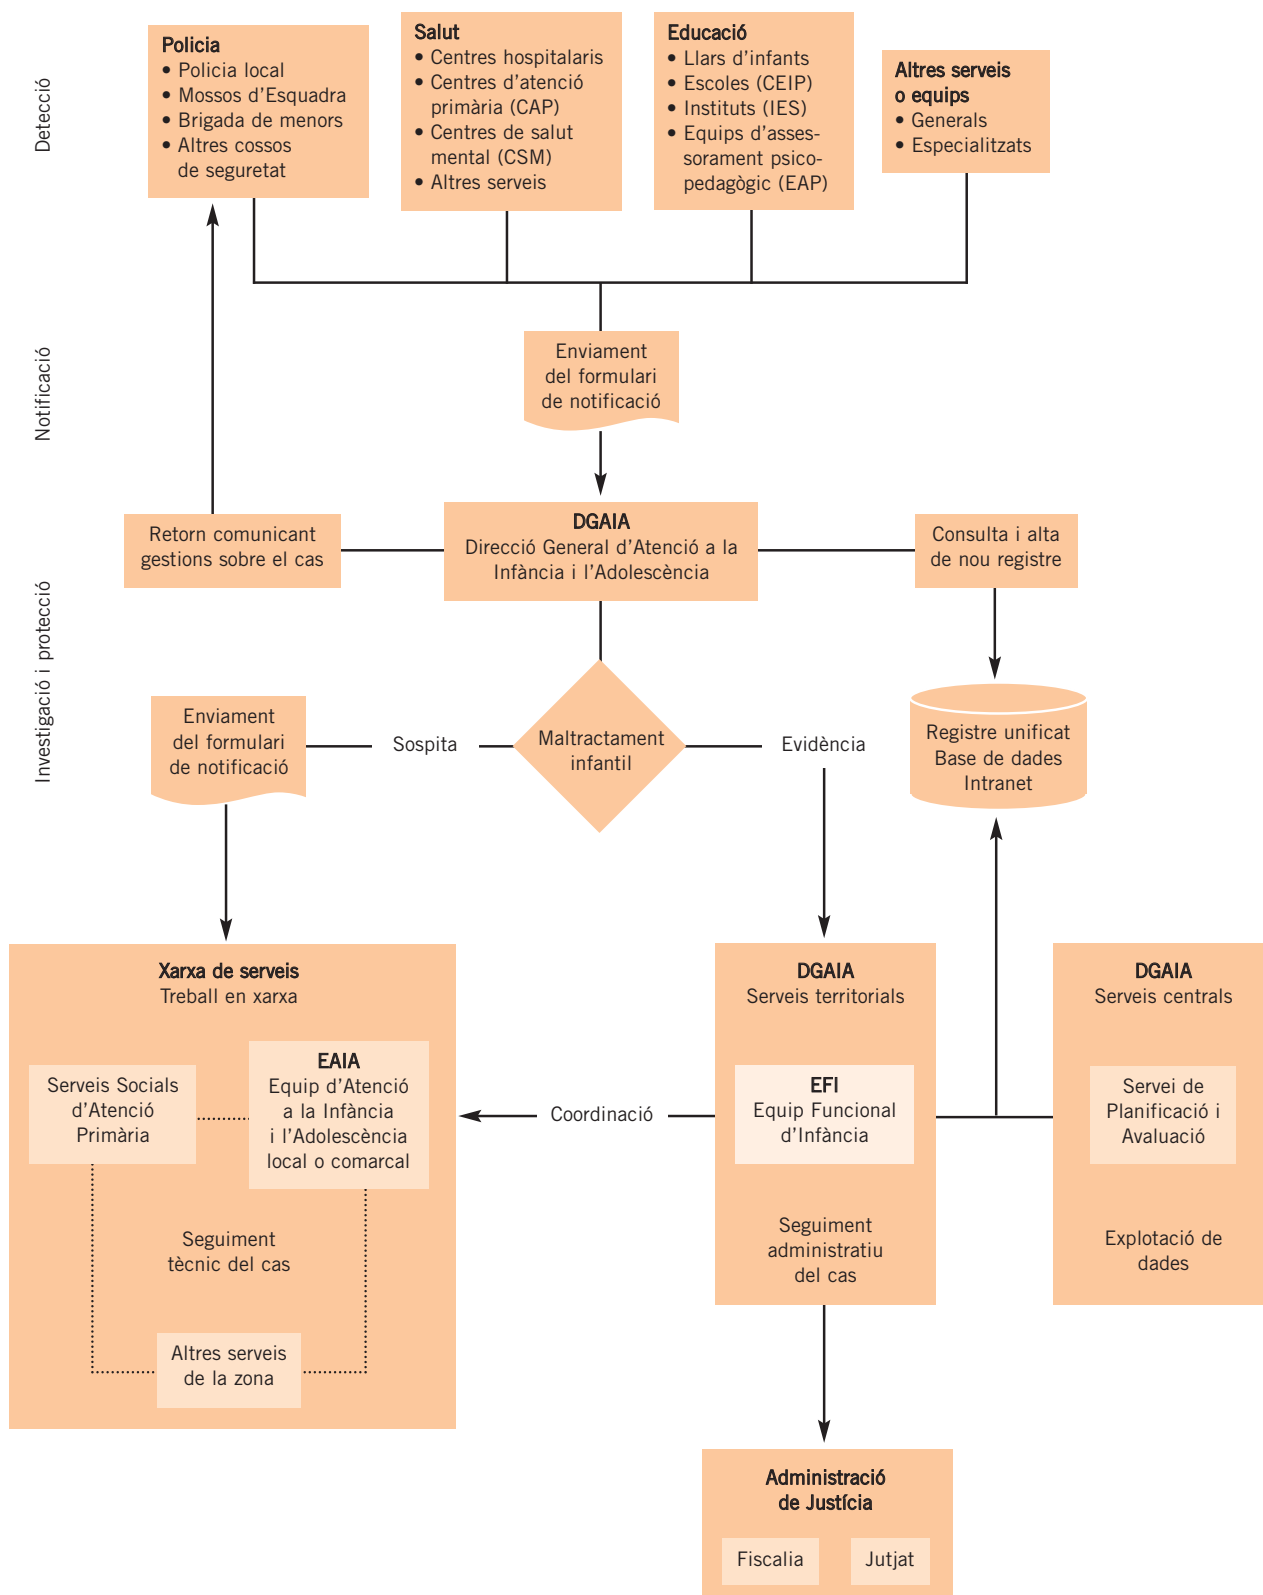 Detecció
Policia
• Policia local
• Mossos d'Esquadra
• Brigada de menors
• Altres cossos
de seguretat
Salut
• Centres hospitalaris
• Centres d'atenció
primària (CAP)
• Centres de salut
mental (CSM)
• Altres serveis
Educació
• Llars d'infants
• Escoles (CEIP)
• Instituts (IES)
• Equips d'asses-
sorament psico-
pedagògic (EAP)
Altres serveis
o equips
• Generals
• Especialitzats
Notificació
Enviament
del formulari
de notificació
Investigació i protecció
Retorn comunicant
gestions sobre el cas
DGAIA
Direcció General d'Atenció a la
Infància i l'Adolescència
Consulta i alta
de nou registre
Enviament
del formulari
de notificació
Sospita
Maltractament
infantil
Evidència
Registre unificat
Base de dades
Intranet
Xarxa de serveis
Treball en xarxa
Serveis Socials
d'Atenció
Primària
EAIA
Equip d'Atenció
a la Infància
i l'Adolescència
local o comarcal
Seguiment
tècnic del cas
Altres serveis
de la zona
Coordinació
DGAIA
Serveis territorials
EFI
Equip Funcional
d'Infància
Seguiment
administratiu
del cas
DGAIA
Serveis centrals
Servei de
Planificació i
Avaluació
Explotació de
dades
Administració
de Justícia
Fiscalia
Jutjat